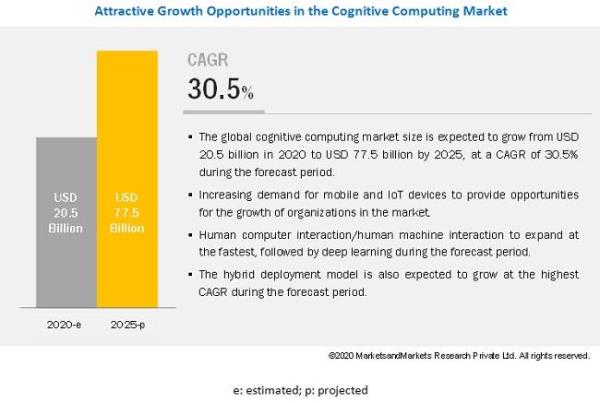 Attractive Growth Opportunities in the Cognitive Computing Market
CAGR
30.5%
▪ The global cognitive computing market size is expected to grow from USD
20.5 billion in 2020 to USD 77.5 billion by 2025, at a CAGR of 30.5%
during the forecast period.
▪ Increasing demand for mobile and IoT devices to provide opportunities
for the growth of organizations in the market.
▪ Human computer interaction/human machine interaction to expand at
the fastest, followed by deep learning during the forecast period.
▪ The hybrid deployment model is also expected to grow at the highest
CAGR during the forecast period.
USD
20.5
Billion
USD
77.5
Billion
2020-e
2025-p
©2020 MarketsandMarkets Research Private Ltd. All rights reserved.
e: estimated; p: projected